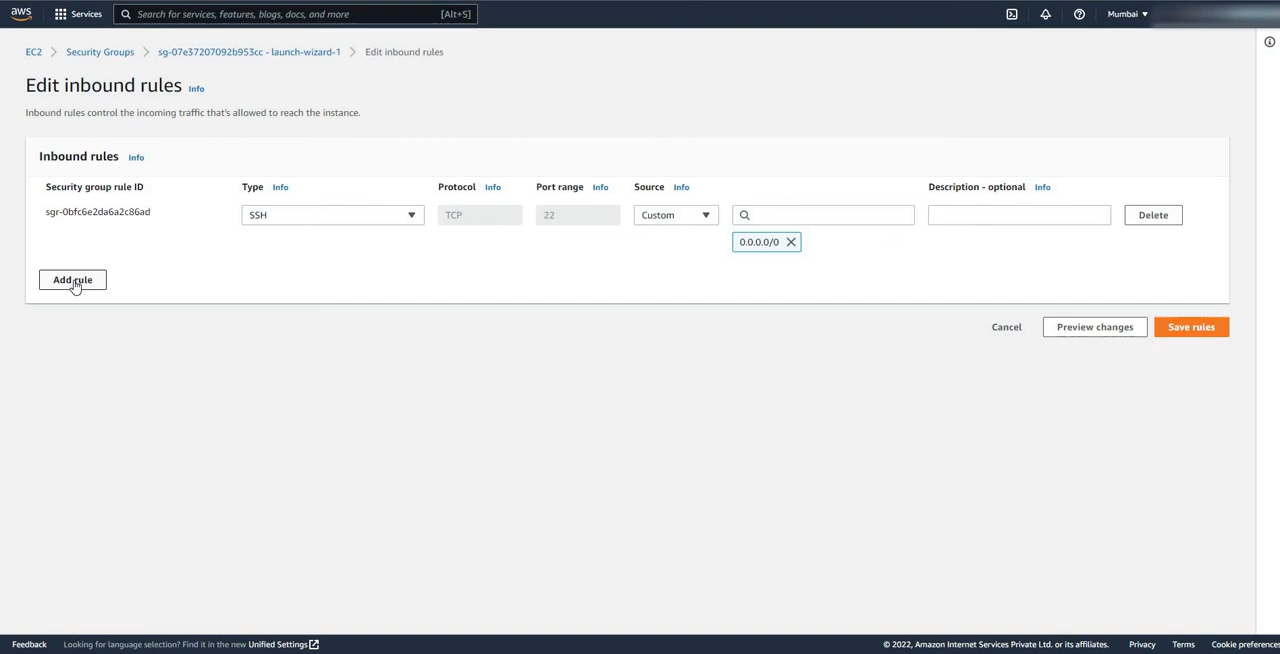 aws Services Search for services, features, blogs, docs, and more [Alt+S] Mumbai
EC2 Security Groups sg-07e37207092b953cc - launch-wizard-1 Edit inbound rules
Edit inbound rules Info
Inbound rules control the incoming traffic that's allowed to reach the instance.
Inbound rules Info
Security group rule ID Type Info Protocol Info Port range Info Source Info Description - optional Info
sgr-0bfc6e2da6a2c86ad SSH TCP 22 Custom Delete
0.0.0.0/0
Add rule
Cancel Preview changes Save rules
Feedback Looking for language selection? Find it in the new Unified Settings © 2022, Amazon Internet Services Private Ltd. or its affiliates. Privacy Terms Cookie preferences